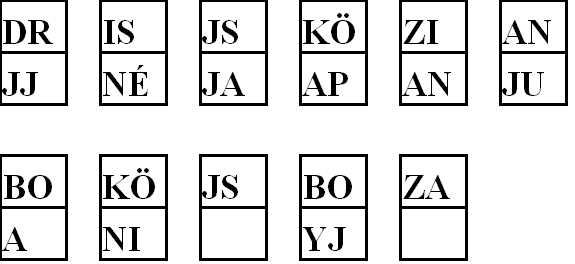 DR IS JS KÖ ZI AN
JJ NÉ JA AP AN JU
BO KÖ JS BO ZA
A NI YJ